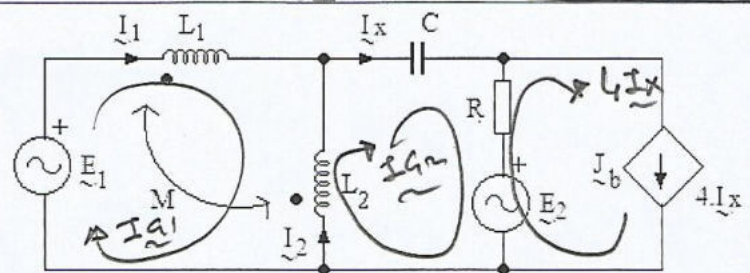 I1 L1 Ix C
R 4Ix
+ E1 M L2 + E2 Jb 4.Ix
Ia1 I2 Ia2